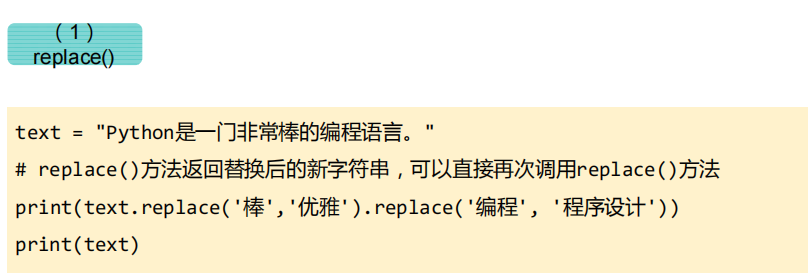 （1）
replace()
text = "Python是一门非常棒的编程语言。"
# replace()方法返回替换后的新字符串，可以直接再次调用replace()方法
print(text.replace('棒','优雅').replace('编程', '程序设计'))
print(text)